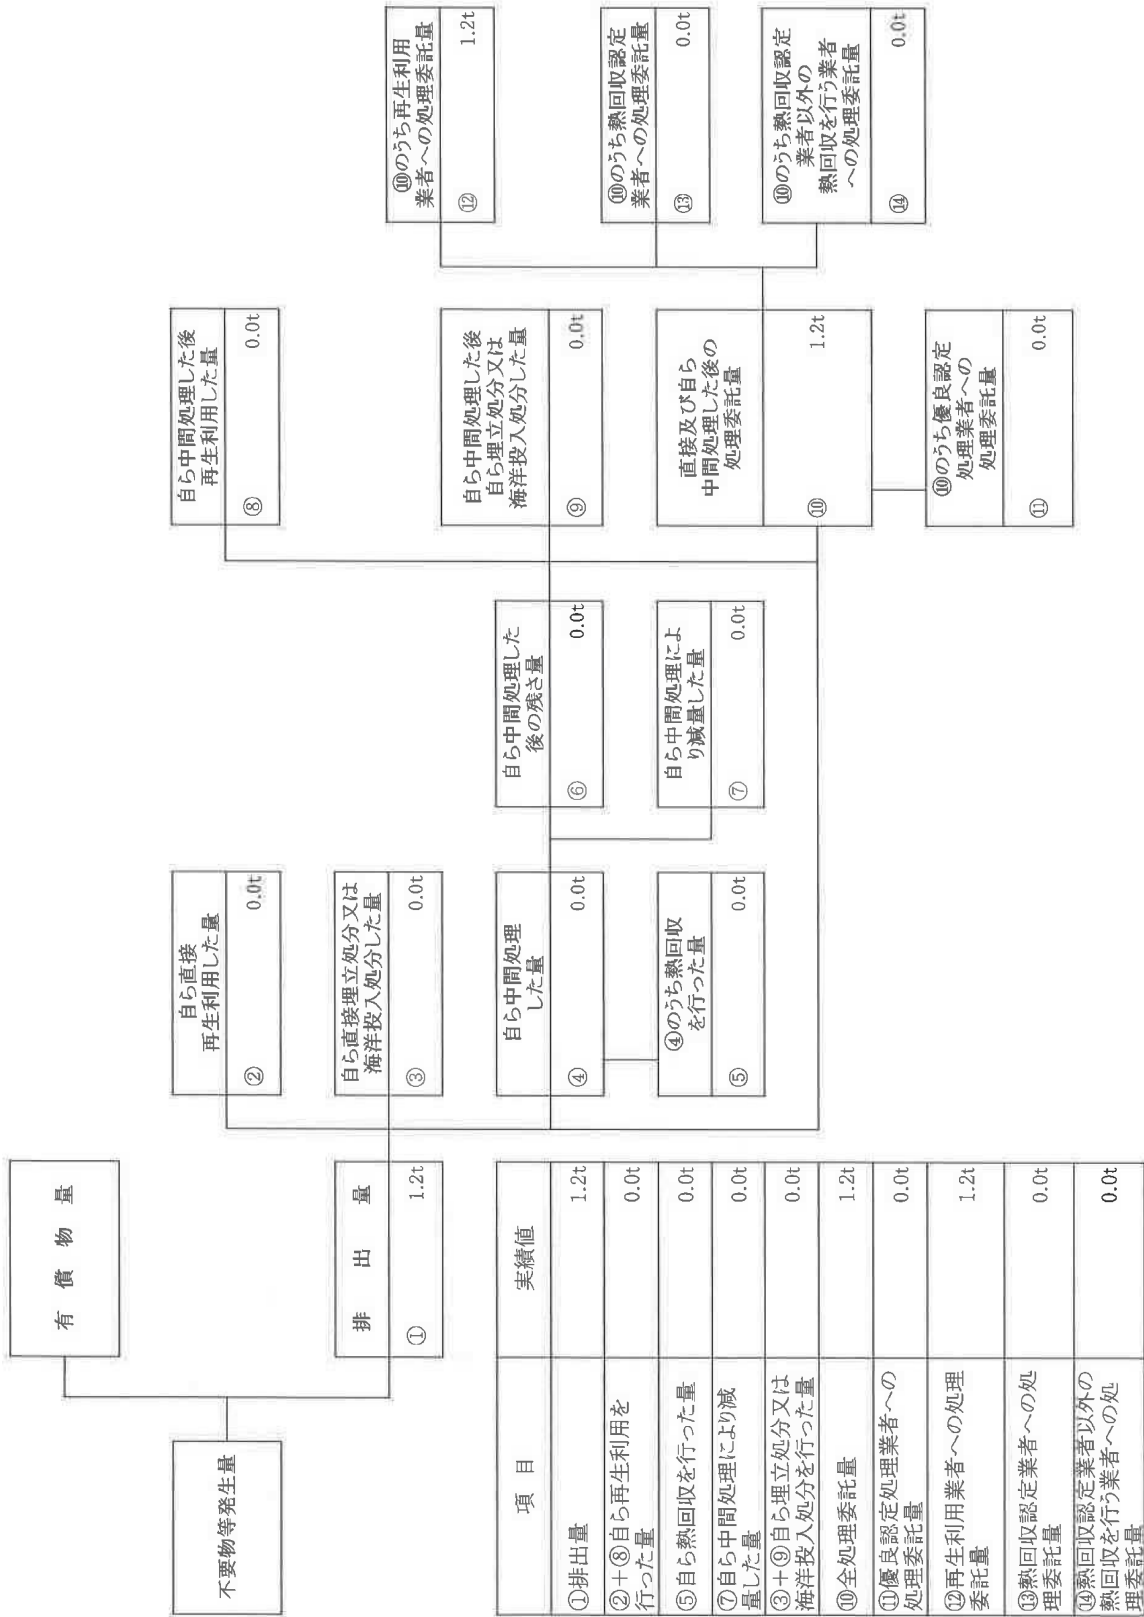 不要物等発生量
有償物量
排出量
① 1.2t
自ら直接
再生利用した量
② 0.0t
自ら直接埋立処分又は
海洋投入処分した量
③ 0.0t
自ら中間処理
した量
④ 0.0t
④のうち熱回収
を行った量
⑤ 0.0t
自ら中間処理した
後の残さ量
⑥ 0.0t
自ら中間処理によ
り減量した量
⑦ 0.0t
自ら中間処理した後
再生利用した量
⑧ 0.0t
自ら中間処理した後
自ら埋立処分又は
海洋投入処分した量
⑨ 0.0t
直接及び自ら
中間処理した後の
処理委託量
⑩ 1.2t
⑩のうち優良認定
処理業者への
処理委託量
⑪ 0.0t
⑩のうち再生利用
業者への処理委託量
⑫ 1.2t
⑩のうち熱回収認定
業者への処理委託量
⑬ 0.0t
⑩のうち熱回収認定
業者以外の
熱回収を行う業者
への処理委託量
⑭ 0.0t
項目 実績値
①排出量 1.2t
②+⑧自ら再生利用を
行った量 0.0t
⑤自ら熱回収を行った量 0.0t
⑦自ら中間処理により減
量した量 0.0t
③+⑨自ら埋立処分又は
海洋投入処分を行った量 0.0t
⑩全処理委託量 1.2t
⑪優良認定処理業者への
処理委託量 0.0t
⑫再生利用業者への処理
委託量 1.2t
⑬熱回収認定業者への処
理委託量 0.0t
⑭熱回収認定業者以外の
熱回収を行う業者への処
理委託量 0.0t